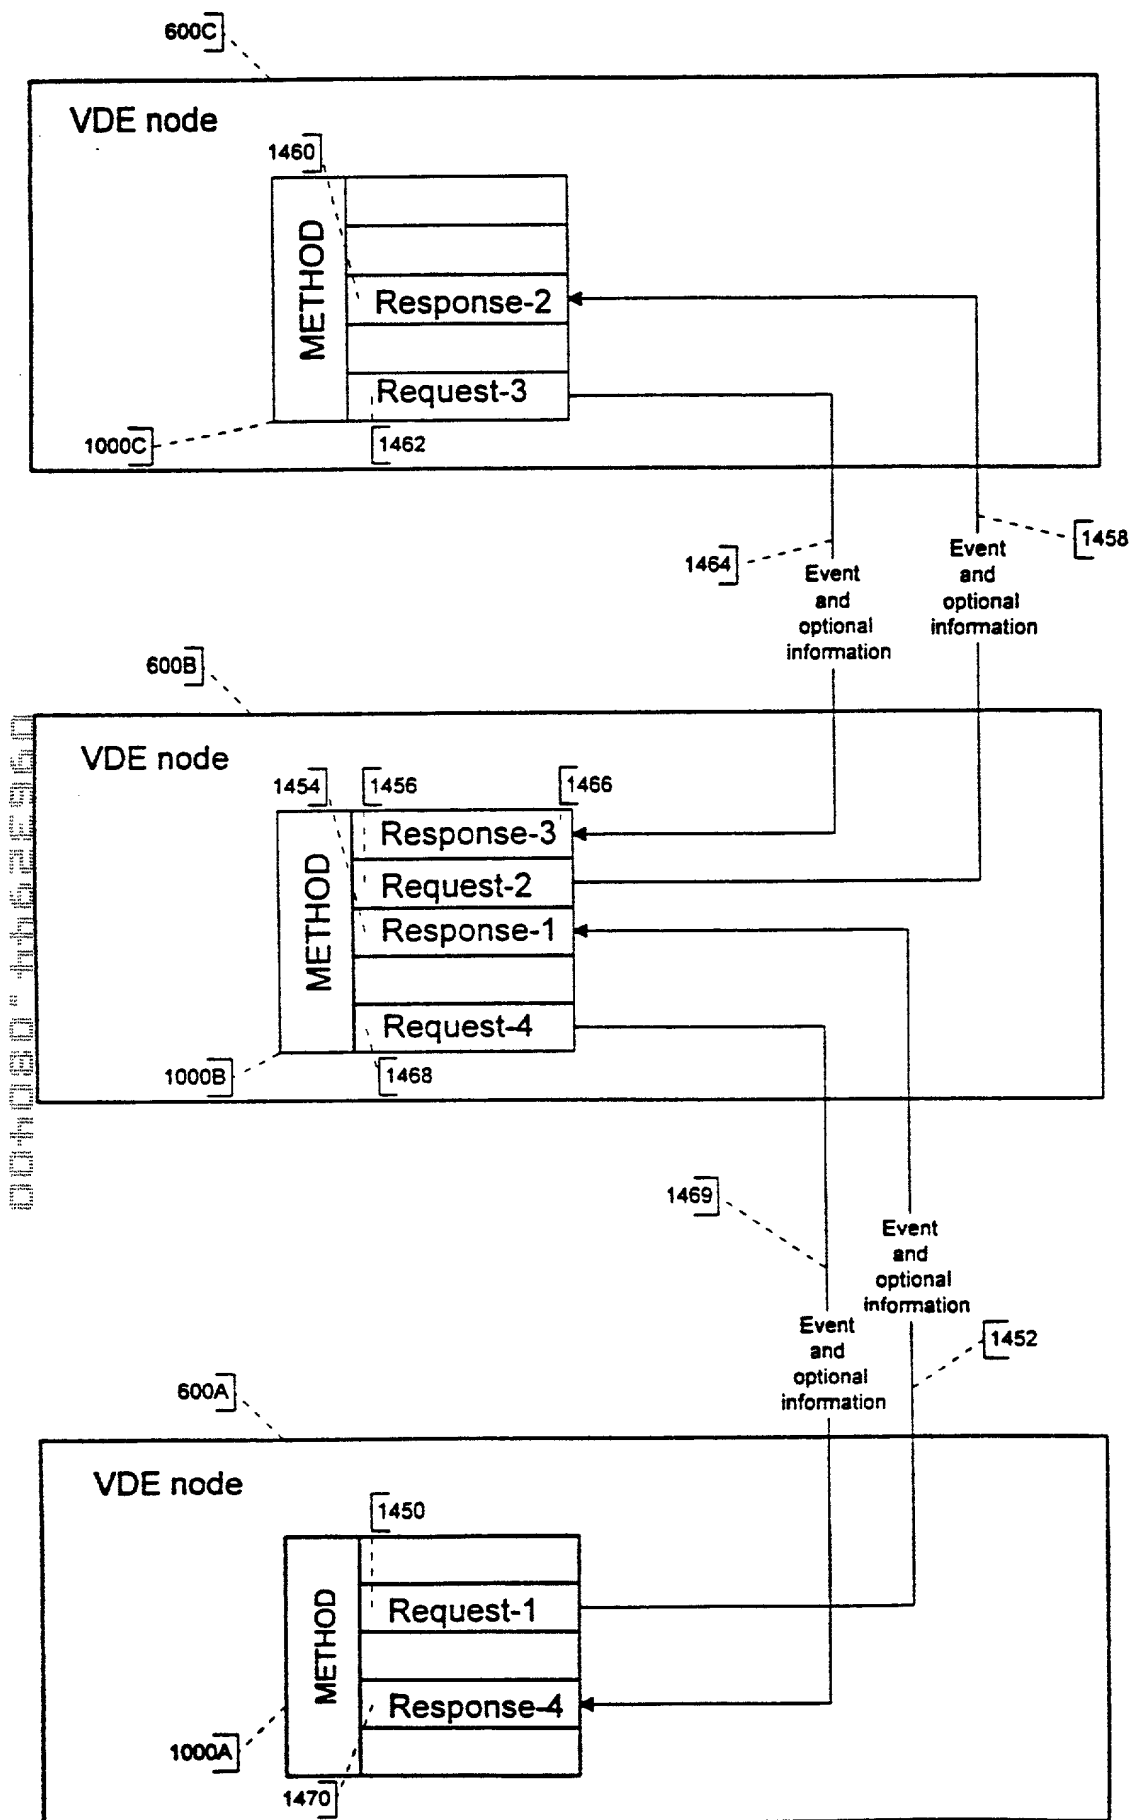 600C
VDE node
1460
METHOD
Response-2
Request-3
1000C
1462
1464
1458
Event
and
optional
information
Event
and
optional
information
600B
VDE node
1454
1456
1466
METHOD
Response-3
Request-2
Response-1
Request-4
1000B
1468
1469
Event
and
optional
information
Event
and
optional
information
1452
600A
VDE node
1450
METHOD
Request-1
Response-4
1000A
1470